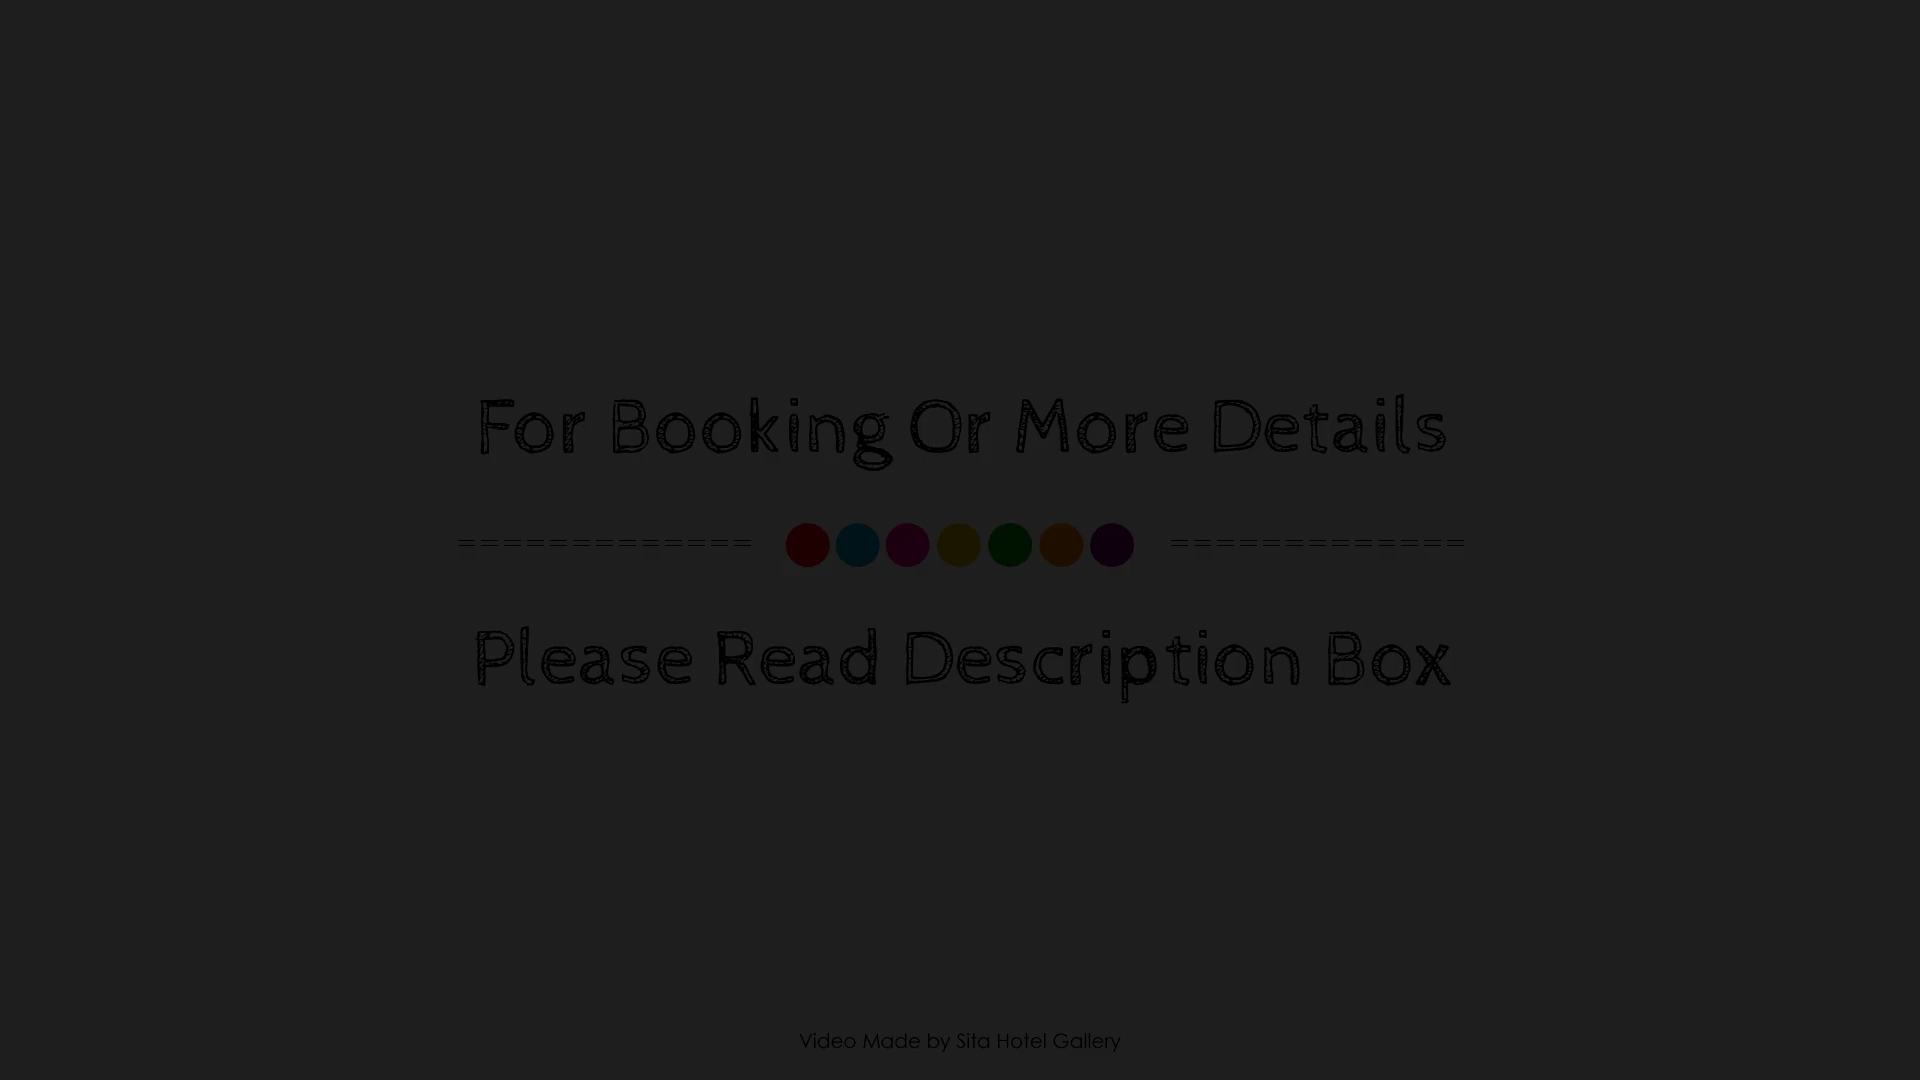 For Booking Or More Details
============= =============
Please Read Description Box
Video Made by Sita Hotel Gallery